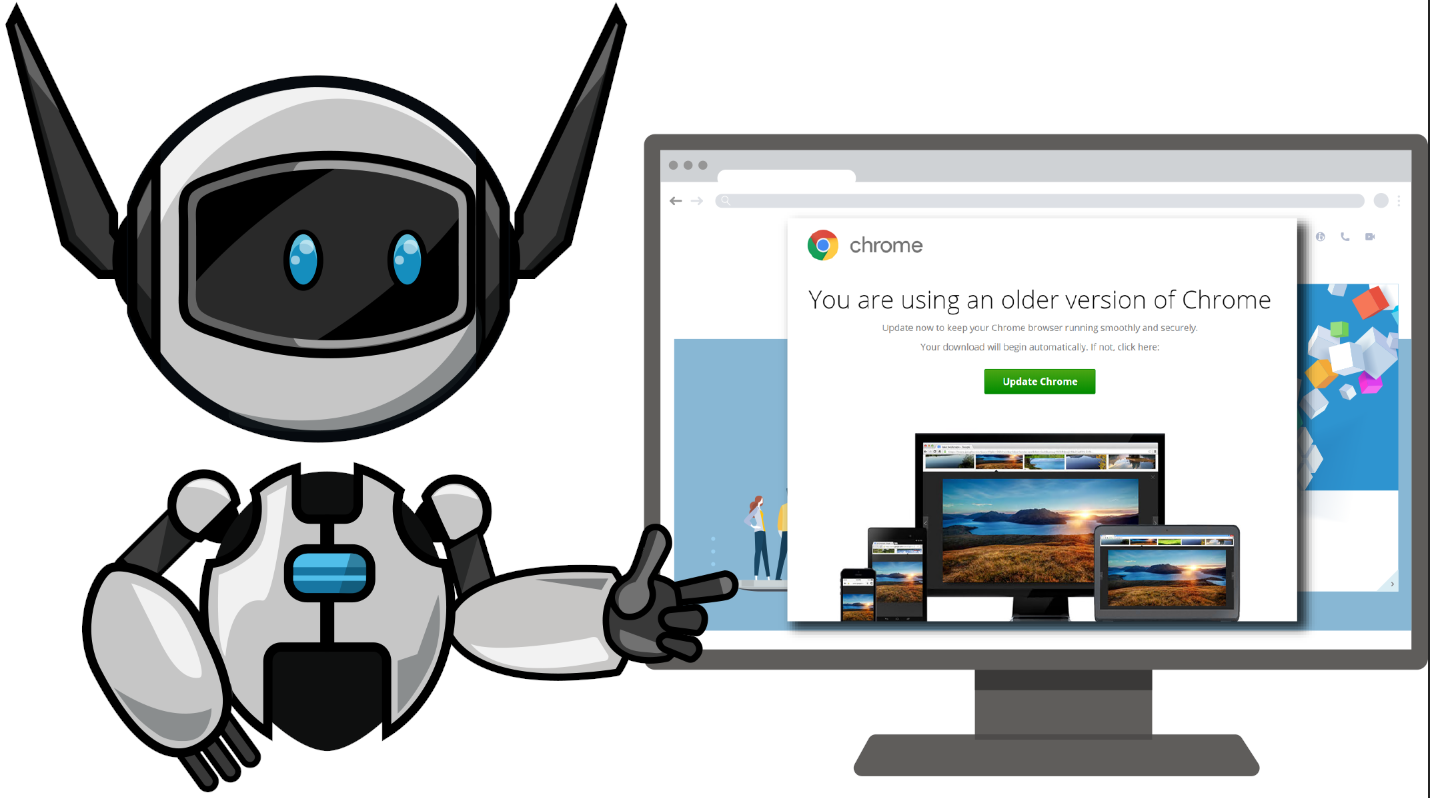 chrome
You are using an older version of Chrome
Update now to keep your Chrome browser running smoothly and securely.
Your download will begin automatically. If not, click here:
Update Chrome